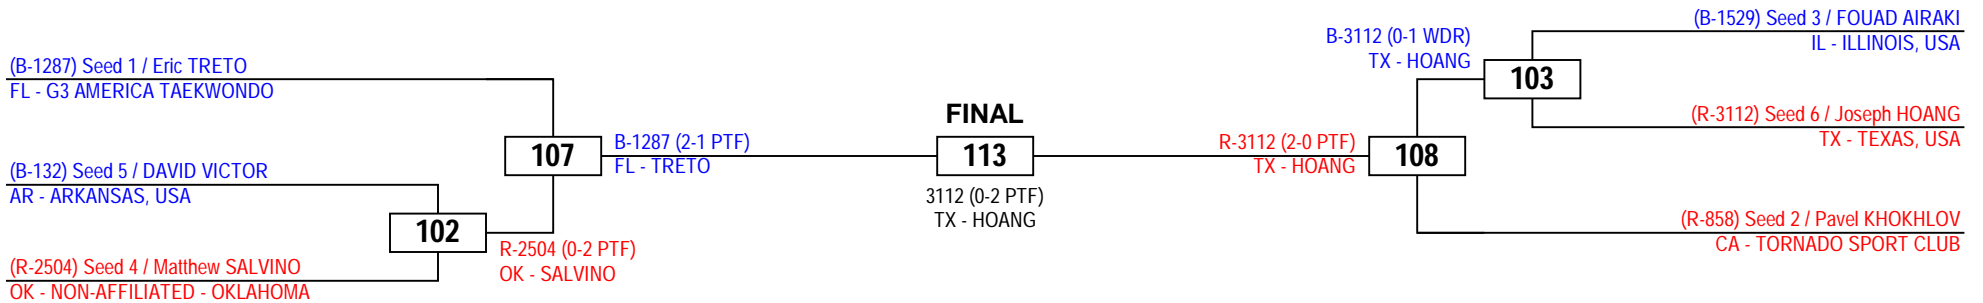 (B-1287) Seed 1 / Eric TRETO
FL - G3 AMERICA TAEKWONDO
(B-132) Seed 5 / DAVID VICTOR
AR - ARKANSAS, USA
(R-2504) Seed 4 / Matthew SALVINO
OK - NON-AFFILIATED - OKLAHOMA
102
R-2504 (0-2 PTF)
OK - SALVINO
107
B-1287 (2-1 PTF)
FL - TRETO
FINAL
113
3112 (0-2 PTF)
TX - HOANG
R-3112 (2-0 PTF)
TX - HOANG
108
B-3112 (0-1 WDR)
TX - HOANG
103
(B-1529) Seed 3 / FOUAD AIRAKI
IL - ILLINOIS, USA
(R-3112) Seed 6 / Joseph HOANG
TX - TEXAS, USA
(R-858) Seed 2 / Pavel KHOKHLOV
CA - TORNADO SPORT CLUB